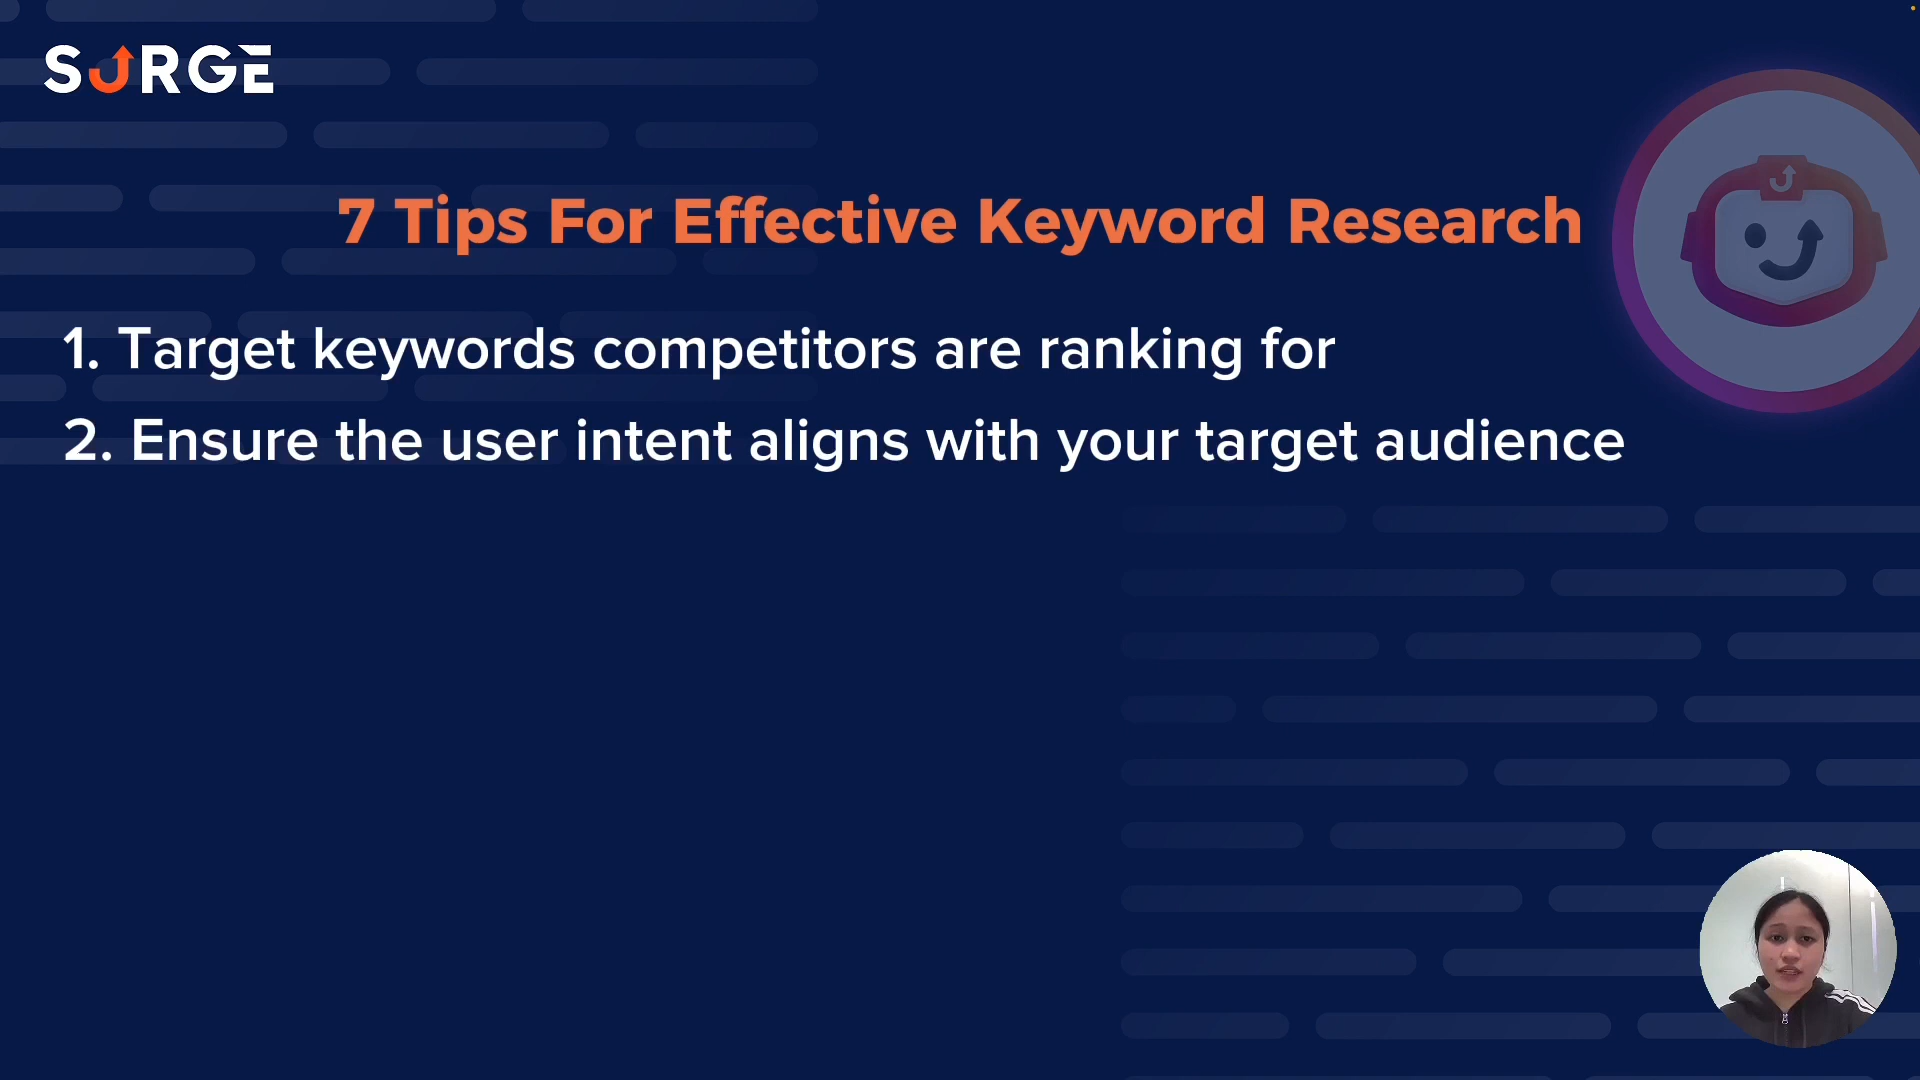 SURGE
7 Tips For Effective Keyword Research
1. Target keywords competitors are ranking for
2. Ensure the user intent aligns with your target audience